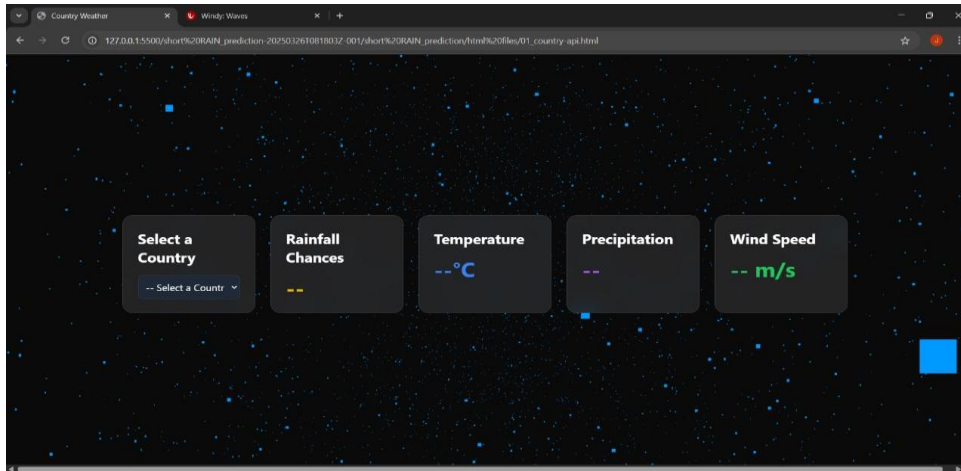 Country Weather
Windy: Waves
127.0.0.1:5500/short%20RAIN_prediction-20250326T081803Z-001/short%20RAIN_prediction/html%20files/01_country-api.html
Select a
Country
-- Select a Countr
Rainfall
Chances
--
Temperature
--°C
Precipitation
--
Wind Speed
-- m/s